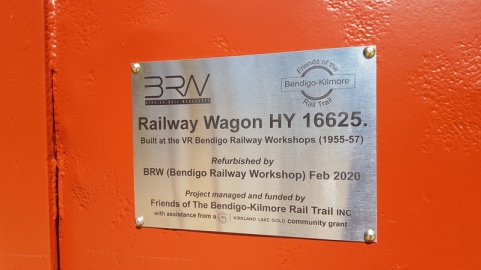 BRW
BENDIGO RAIL WORKSHOPS
Friends of the
Bendigo-Kilmore
Rail Trail
Railway Wagon HY 16625.
Built at the VR Bendigo Railway Workshops (1955-57)
Refurbished by
BRW (Bendigo Railway Workshop) Feb 2020
Project managed and funded by
Friends of The Bendigo-Kilmore Rail Trail INC
with assistance from a KL KIRKLAND LAKE GOLD community grant